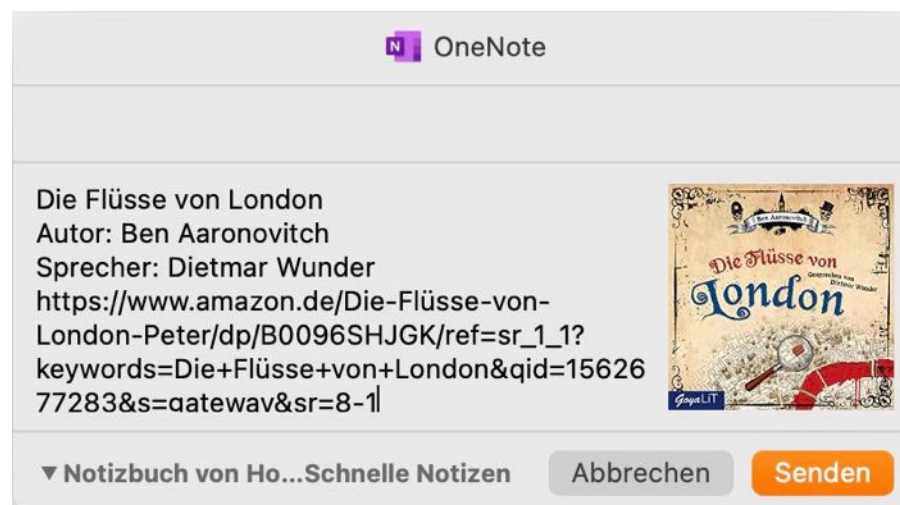 OneNote
Die Flüsse von London
Autor: Ben Aaronovitch
Sprecher: Dietmar Wunder
https://www.amazon.de/Die-Flüsse-von-
London-Peter/dp/B0096SHJGK/ref=sr_1_1?
keywords=Die+Flüsse+von+London&qid=15626
77283&s=gateway&sr=8-1
Ben Aaronovitch
Die Flüsse von
Gesprochen von
Dietmar Wunder
London
GoyaLiT
▼ Notizbuch von Ho...Schnelle Notizen
Abbrechen
Senden